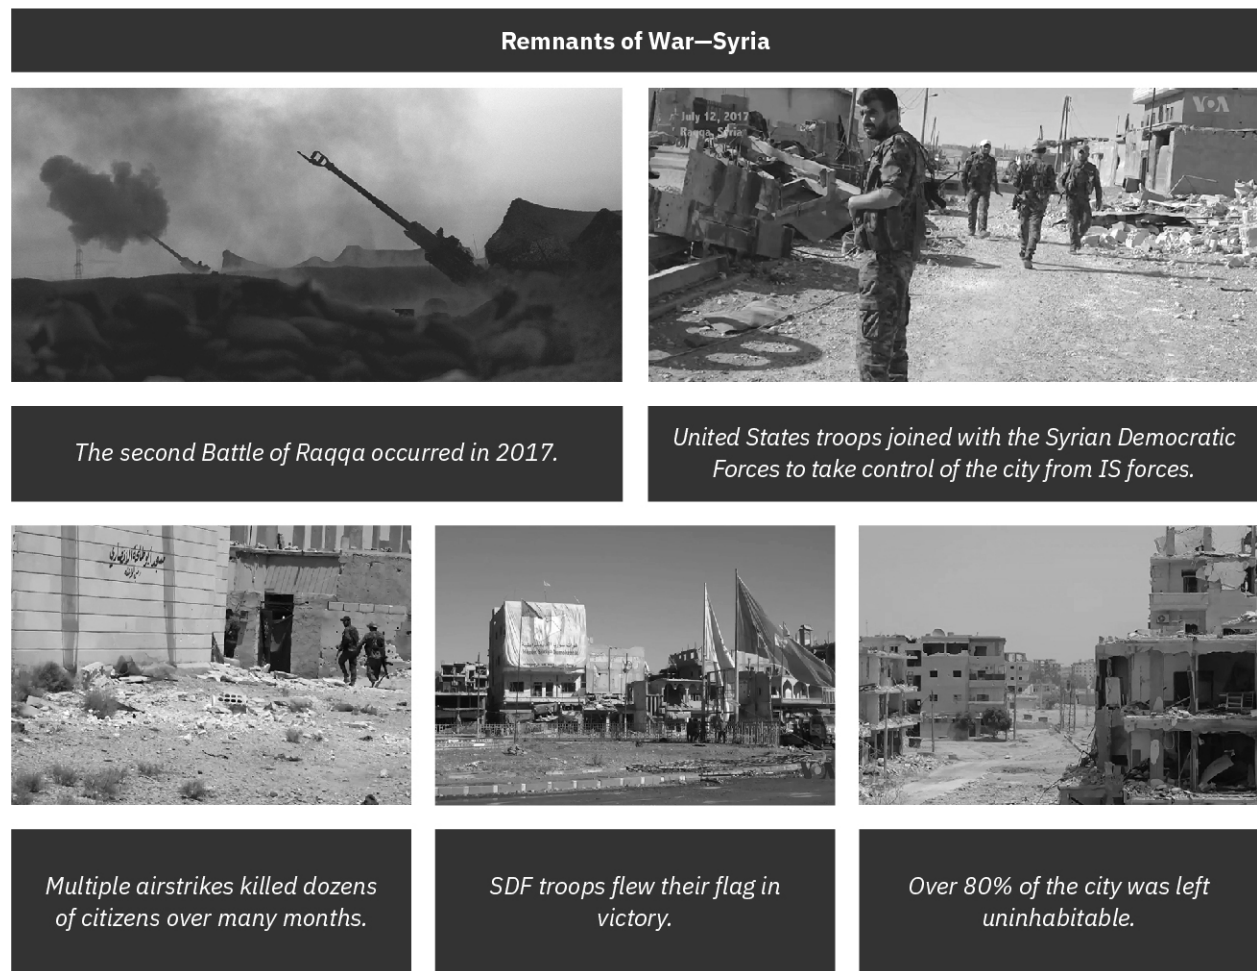 Remnants of War—Syria
July 12, 2017
Raqqa, Syria
VOA
The second Battle of Raqqa occurred in 2017.
United States troops joined with the Syrian Democratic
Forces to take control of the city from IS forces.
VOA
Multiple airstrikes killed dozens
of citizens over many months.
SDF troops flew their flag in
victory.
Over 80% of the city was left
uninhabitable.